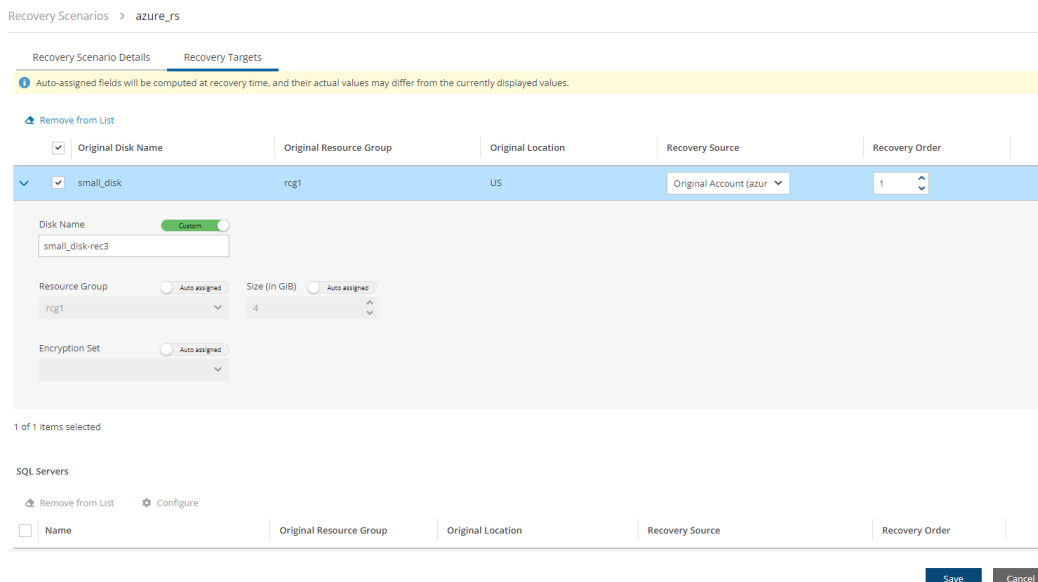 Recovery Scenarios > azure_rs
Recovery Scenario Details Recovery Targets
Auto-assigned fields will be computed at recovery time, and their actual values may differ from the currently displayed values.
Remove from List
Original Disk Name Original Resource Group Original Location Recovery Source Recovery Order
small_disk rcg1 US Original Account (azur 1
Disk Name Custom
small_disk-rec3
Resource Group Auto assigned Size (in GiB) Auto assigned
rcg1 4
Encryption Set Auto assigned
1 of 1 items selected
SQL Servers
Remove from List Configure
Name Original Resource Group Original Location Recovery Source Recovery Order
Save Cancel